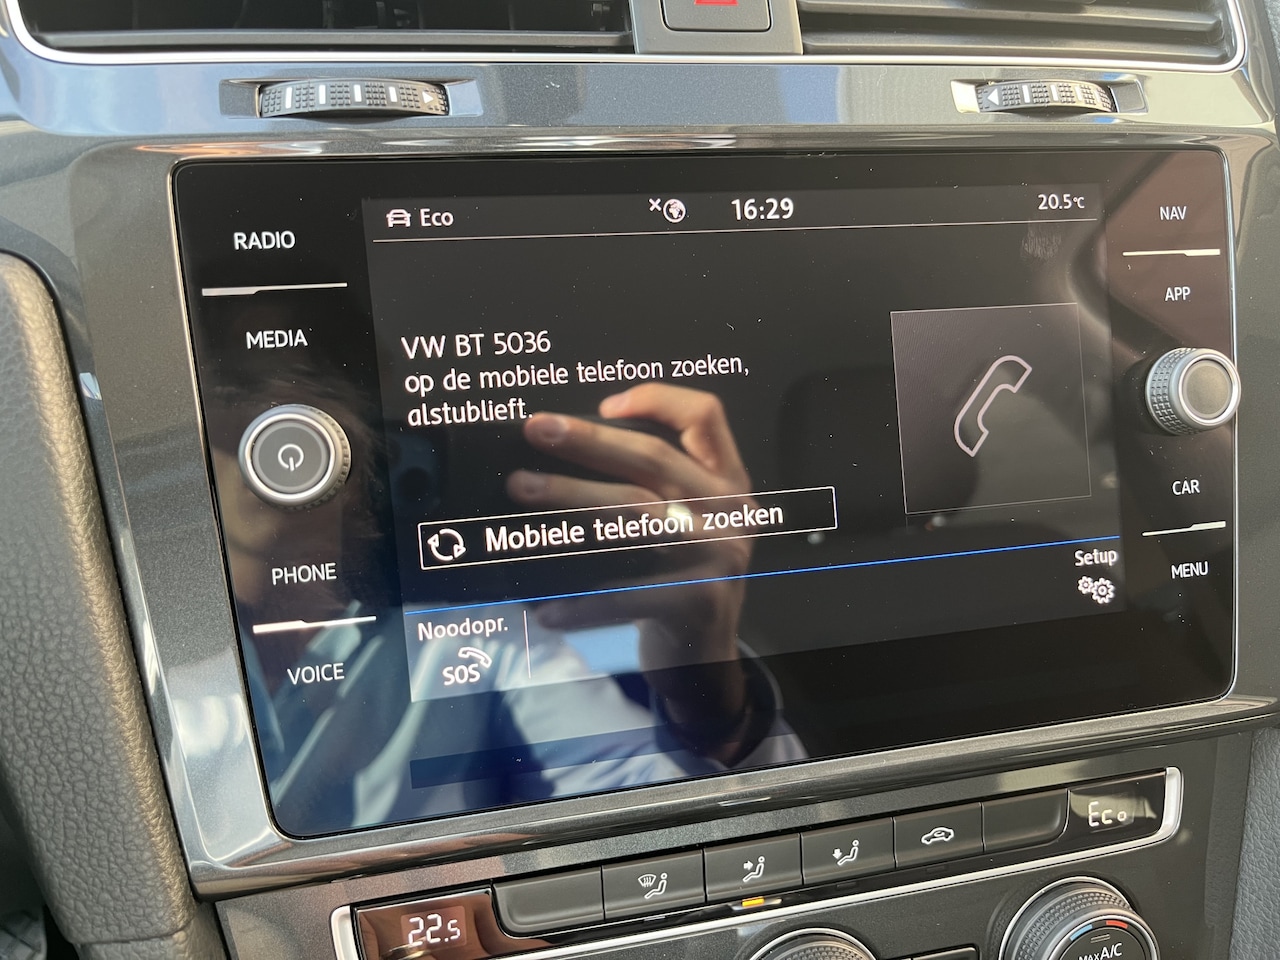 RADIO
MEDIA
PHONE
VOICE
Eco
16:29
20.5°C
VW BT 5036
op de mobiele telefoon zoeken,
alstublieft.
Mobiele telefoon zoeken
Setup
Noodopr.
SOS
NAV
APP
CAR
MENU
Eco
22.5
MAX A/C